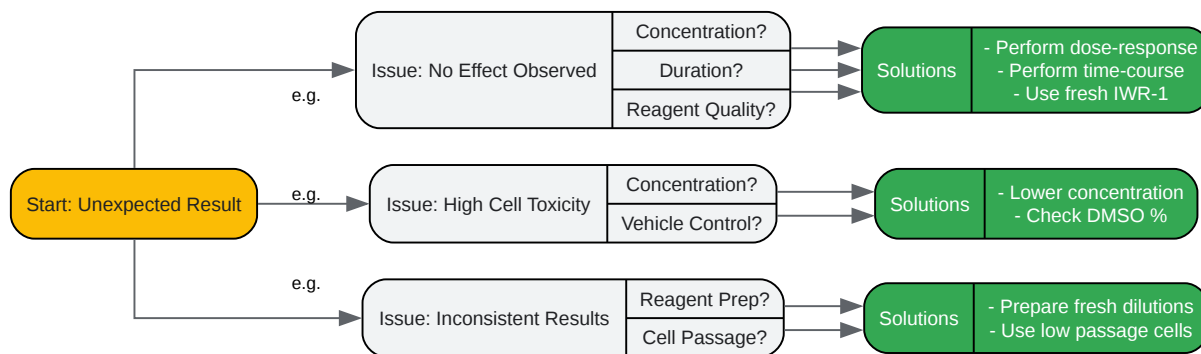 Concentration?
Issue: No Effect Observed
Duration?
Reagent Quality?
Solutions
- Perform dose-response
- Perform time-course
- Use fresh IWR-1
e.g.
Start: Unexpected Result
e.g.
Concentration?
Issue: High Cell Toxicity
Vehicle Control?
Solutions
- Lower concentration
- Check DMSO %
e.g.
Reagent Prep?
Issue: Inconsistent Results
Cell Passage?
Solutions
- Prepare fresh dilutions
- Use low passage cells